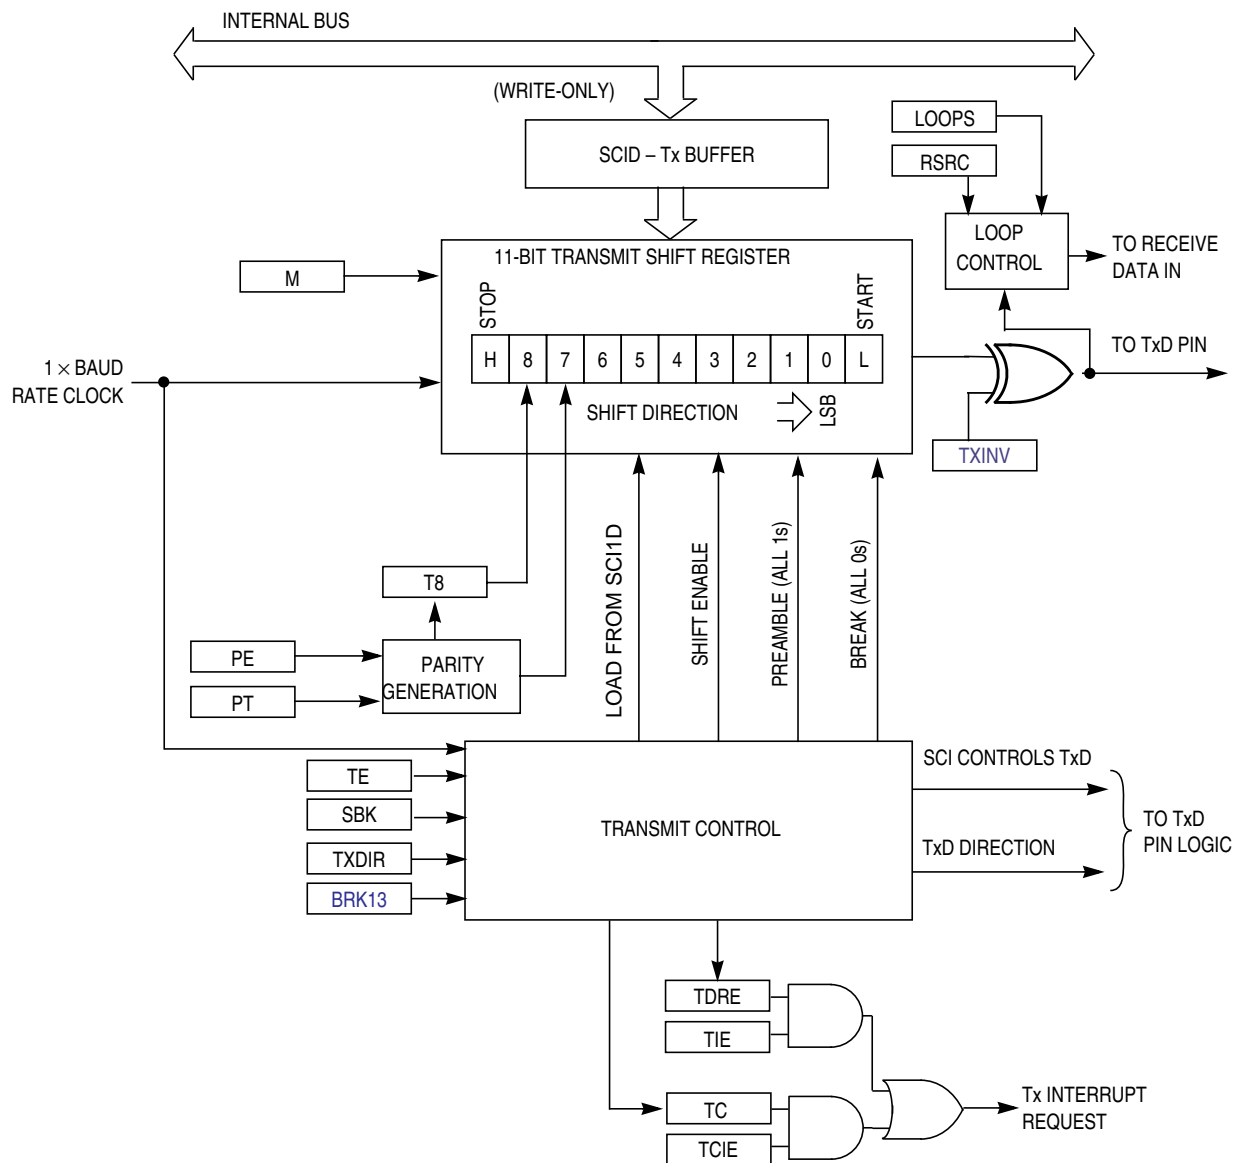 INTERNAL BUS
(WRITE-ONLY)
SCID – Tx BUFFER
LOOPS
RSRC
LOOP
CONTROL
TO RECEIVE
DATA IN
11-BIT TRANSMIT SHIFT REGISTER
M
STOP
START
H 8 7 6 5 4 3 2 1 0 L
1 × BAUD
RATE CLOCK
SHIFT DIRECTION
LSB
TO TxD PIN
TXINV
T8
PE
PT
PARITY
GENERATION
LOAD FROM SCI1D
SHIFT ENABLE
PREAMBLE (ALL 1s)
BREAK (ALL 0s)
TE
SBK
TXDIR
BRK13
TRANSMIT CONTROL
SCI CONTROLS TxD
TxD DIRECTION
TO TxD
PIN LOGIC
TDRE
TIE
TC
TCIE
Tx INTERRUPT
REQUEST